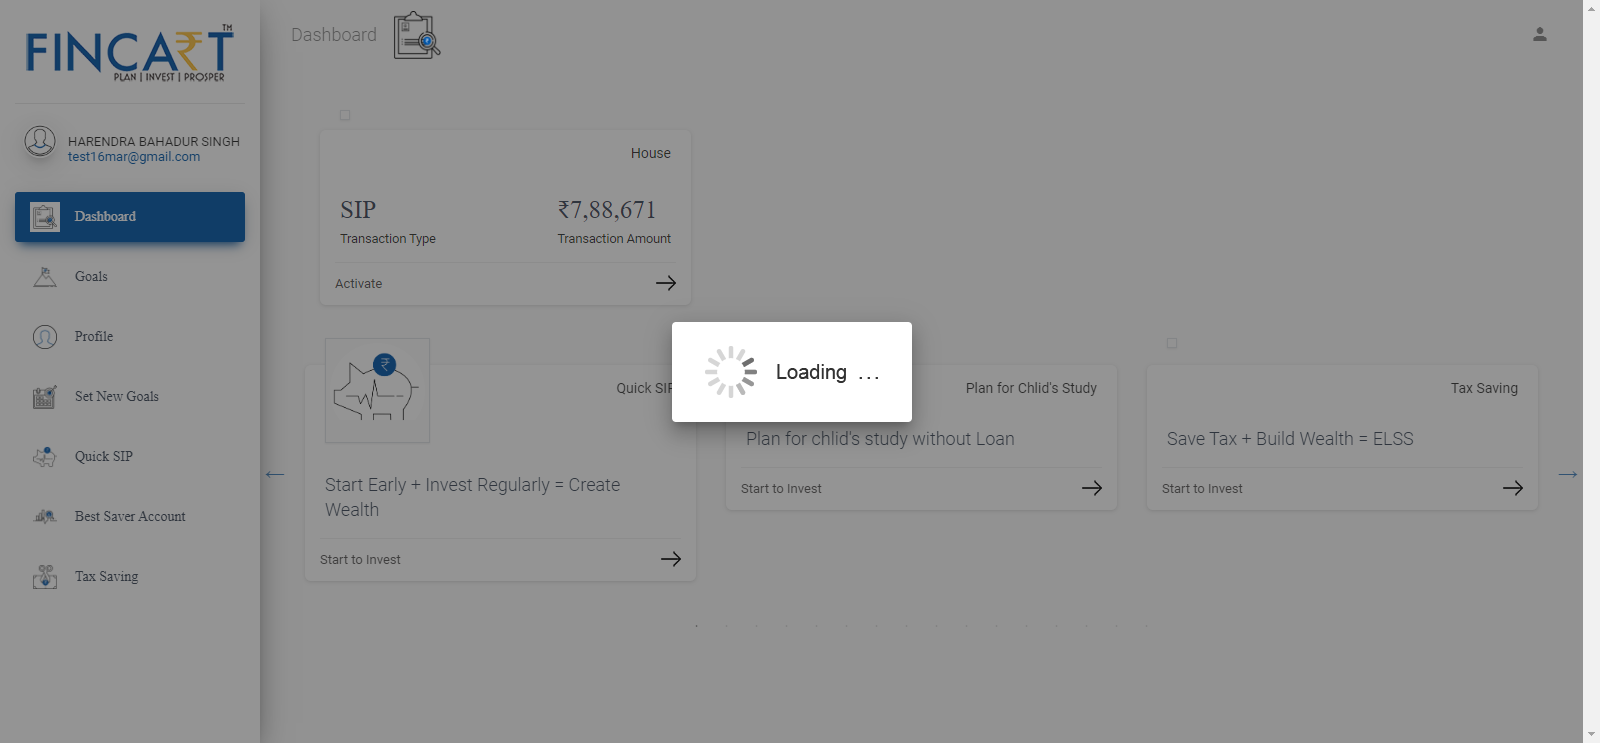 FINCART™
PLAN | INVEST | PROSPER
HARENDRA BAHADUR SINGH
test16mar@gmail.com
Dashboard
Goals
Profile
Set New Goals
Quick SIP
Best Saver Account
Tax Saving
Dashboard
House
SIP
₹7,88,671
Transaction Type
Transaction Amount
Activate
Loading ...
₹
Quick SIP
Start Early + Invest Regularly = Create
Wealth
Start to Invest
Plan for Chlid's Study
Plan for chlid's study without Loan
Start to Invest
Tax Saving
Save Tax + Build Wealth = ELSS
Start to Invest